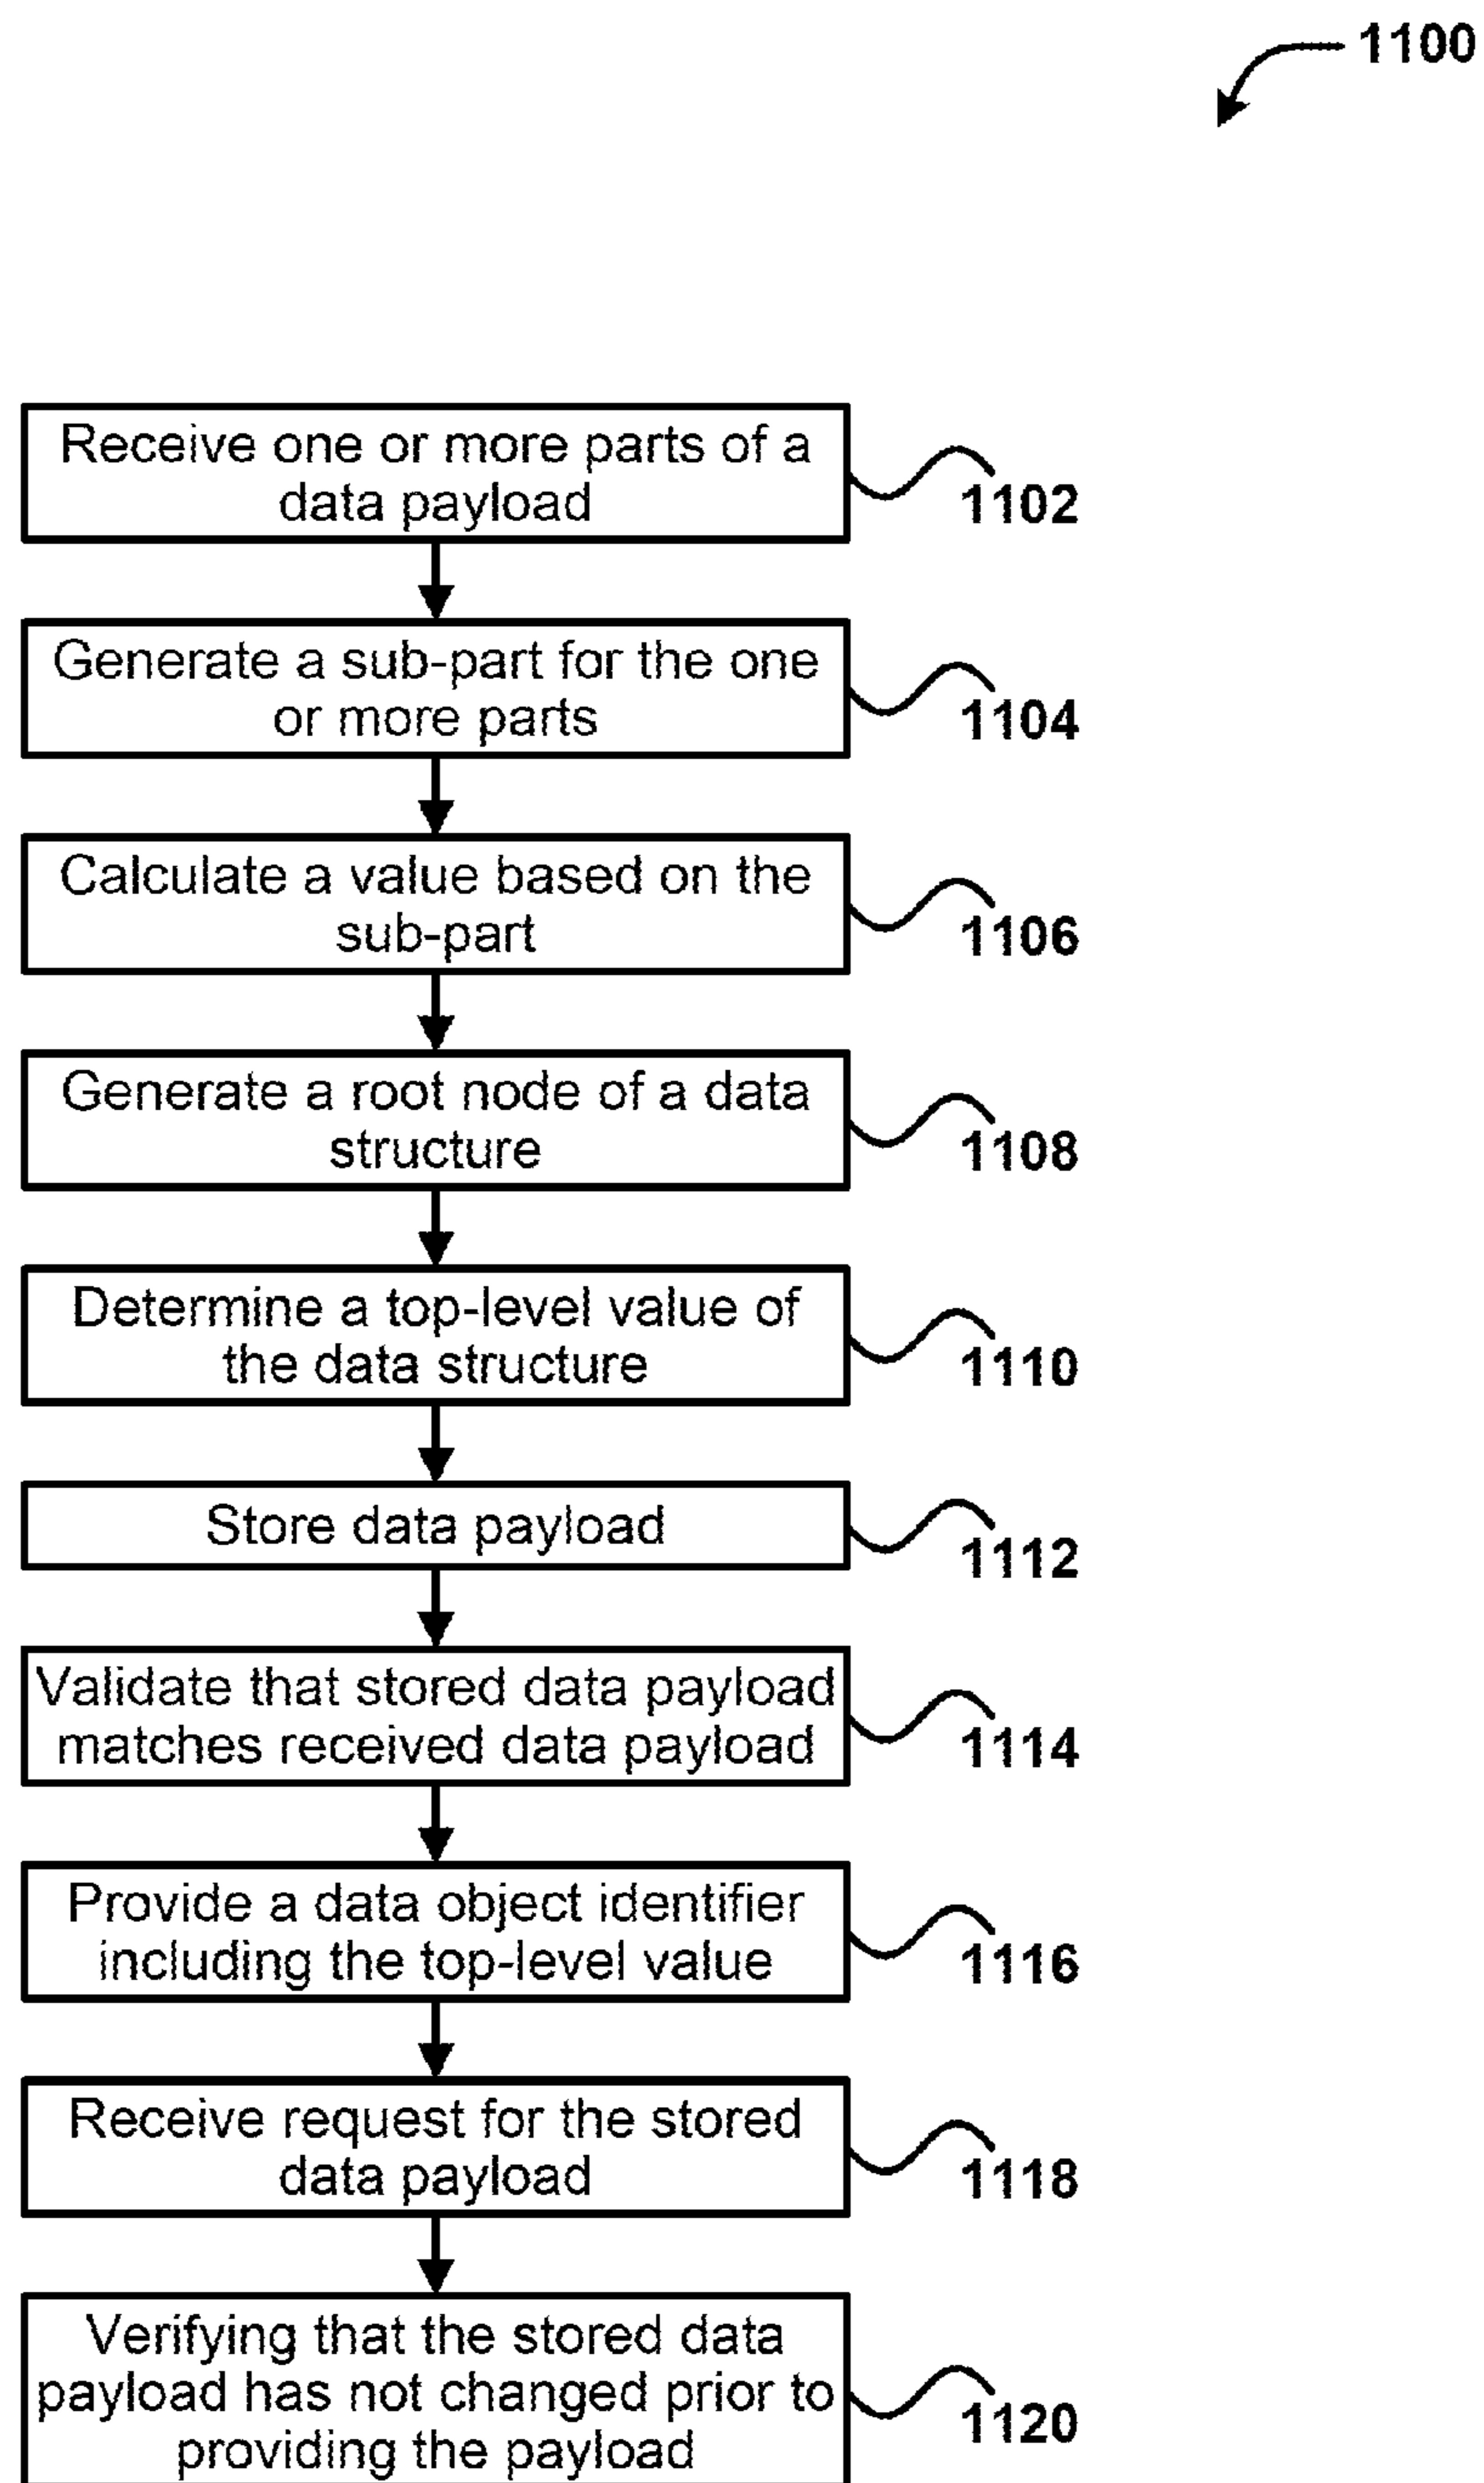 1100
Receive one or more parts of a
data payload
1102
Generate a sub-part for the one
or more parts
1104
Calculate a value based on the
sub-part
1106
Generate a root node of a data
structure
1108
Determine a top-level value of
the data structure
1110
Store data payload
1112
Validate that stored data payload
matches received data payload
1114
Provide a data object identifier
including the top-level value
1116
Receive request for the stored
data payload
1118
Verifying that the stored data
payload has not changed prior to
providing the payload
1120